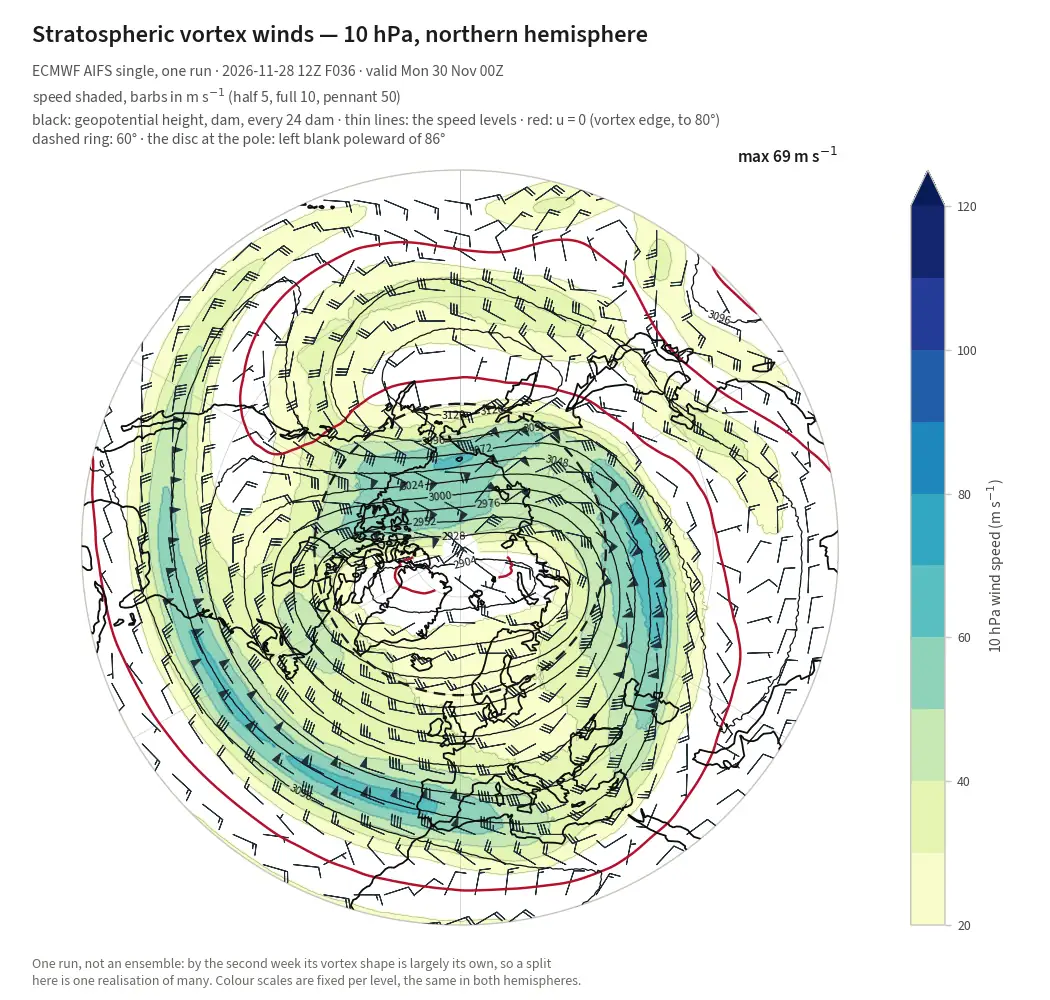 Stratospheric vortex winds — 10 hPa, northern hemisphere
ECMWF AIFS single, one run · 2026-11-28 12Z F036 · valid Mon 30 Nov 00Z
speed shaded, barbs in m s⁻¹ (half 5, full 10, pennant 50)
black: geopotential height, dam, every 24 dam · thin lines: the speed levels · red: u = 0 (vortex edge, to 80°)
dashed ring: 60° · the disc at the pole: left blank poleward of 86°
max 69 m s⁻¹
120
100
80
60
40
20
10 hPa wind speed (m s⁻¹)
3096
3120
3096
3048
3024
3000
2976
2952
2928
2904
One run, not an ensemble: by the second week its vortex shape is largely its own, so a split
here is one realisation of many. Colour scales are fixed per level, the same in both hemispheres.